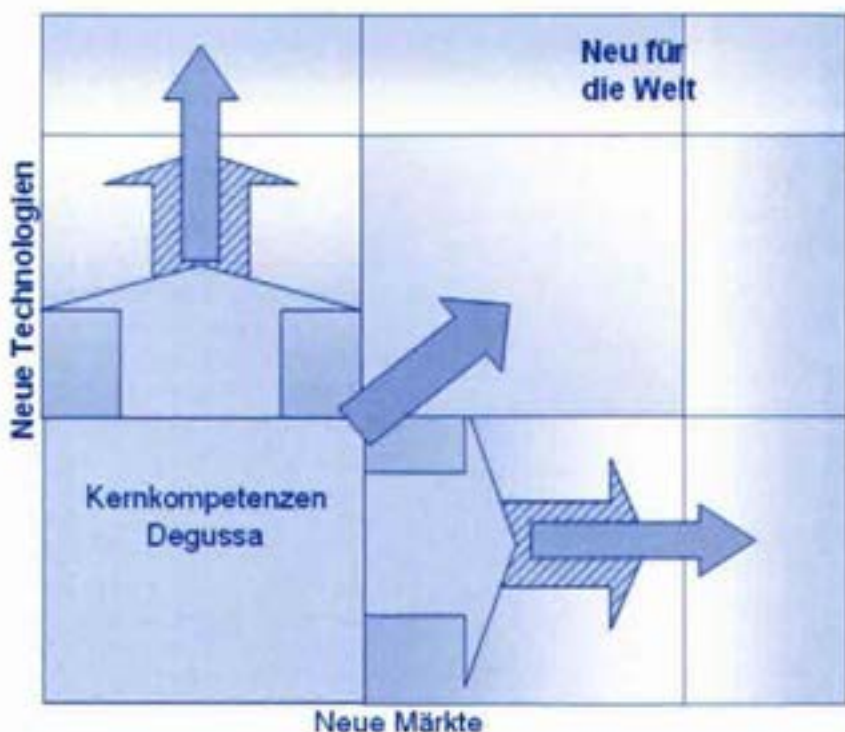 Neu für
die Welt
Neue Technologien
Kernkompetenzen
Degussa
Neue Märkte